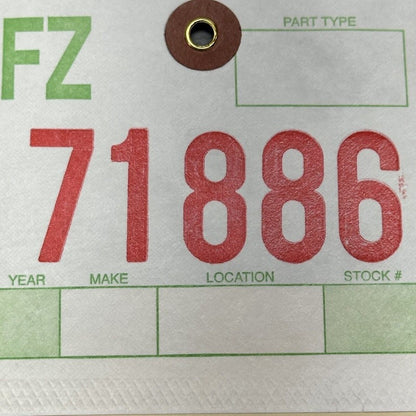 PART TYPE
FZ
71886
YEAR MAKE LOCATION STOCK #